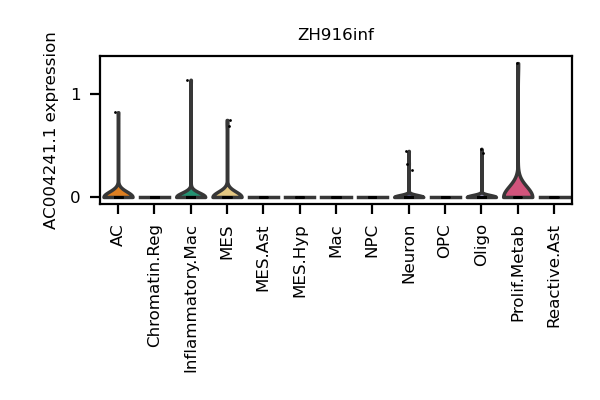 ZH916inf
AC004241.1 expression
1
0
AC
Chromatin.Reg
Inflammatory.Mac
MES
MES.Ast
MES.Hyp
Mac
NPC
Neuron
OPC
Oligo
Prolif.Metab
Reactive.Ast